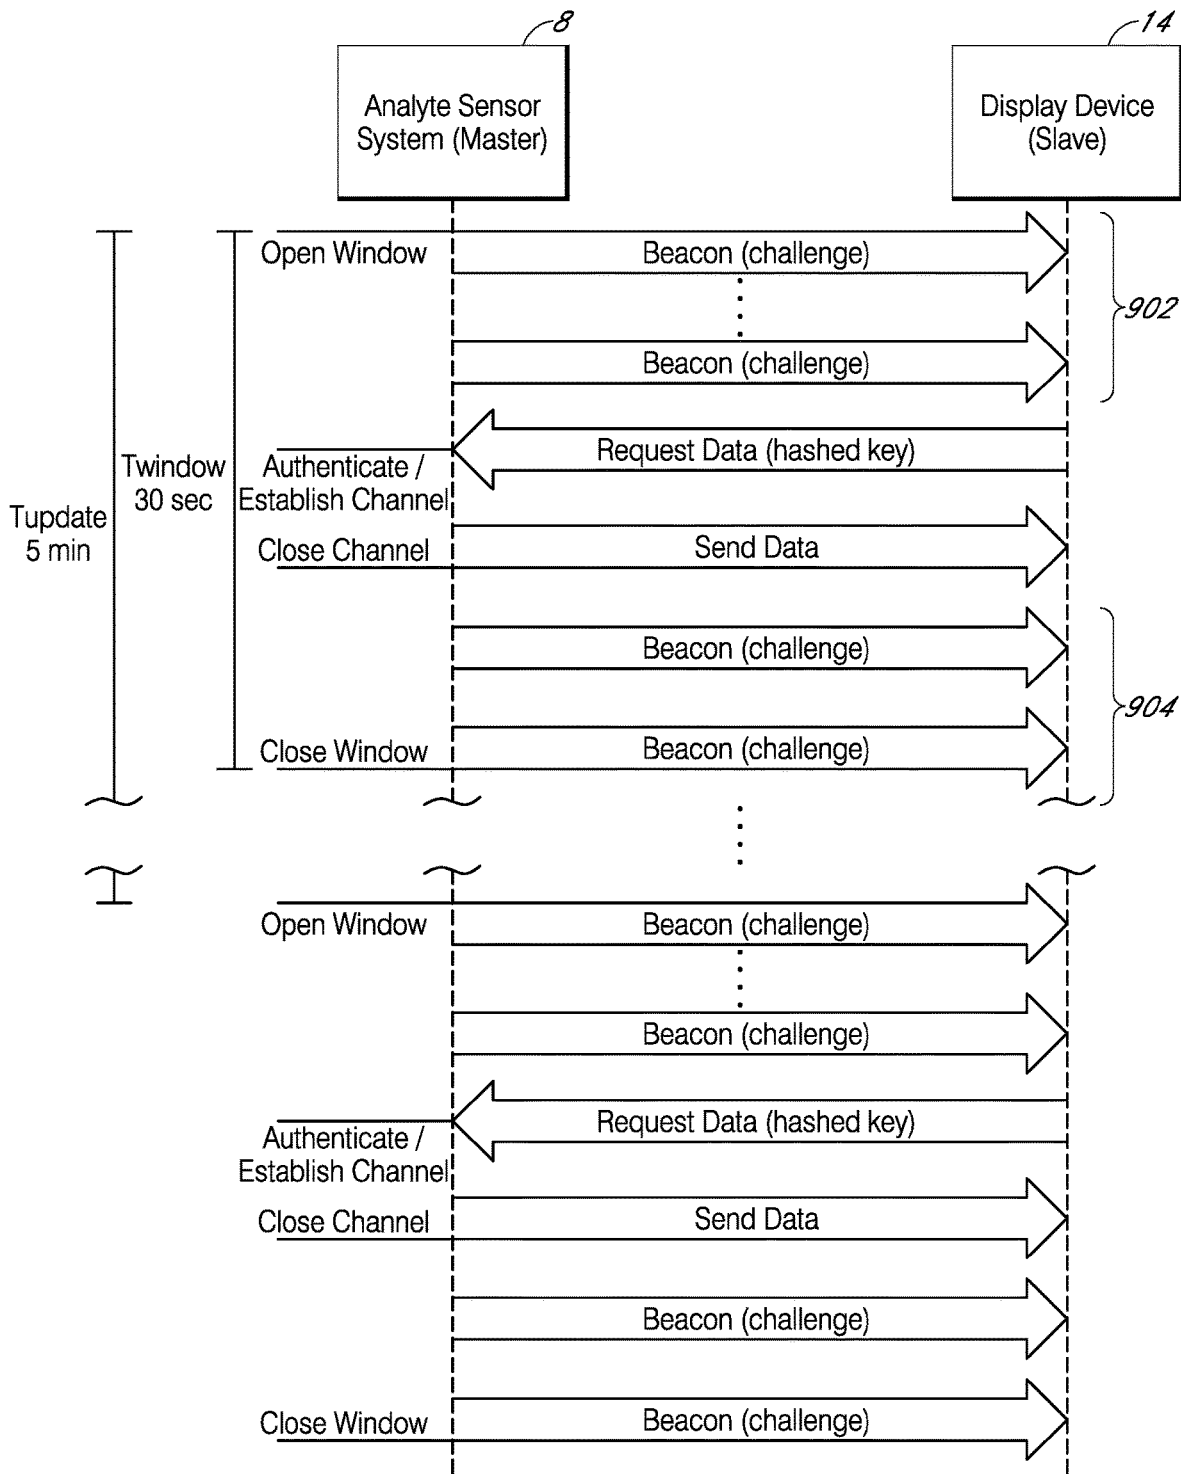 8
14
Analyte Sensor
System (Master)
Display Device
(Slave)
Open Window
Beacon (challenge)
902
Beacon (challenge)
Request Data (hashed key)
Authenticate /
Establish Channel
Twindow
30 sec
Tupdate
5 min
Close Channel
Send Data
Beacon (challenge)
904
Close Window
Beacon (challenge)
Open Window
Beacon (challenge)
Beacon (challenge)
Request Data (hashed key)
Authenticate /
Establish Channel
Close Channel
Send Data
Beacon (challenge)
Close Window
Beacon (challenge)